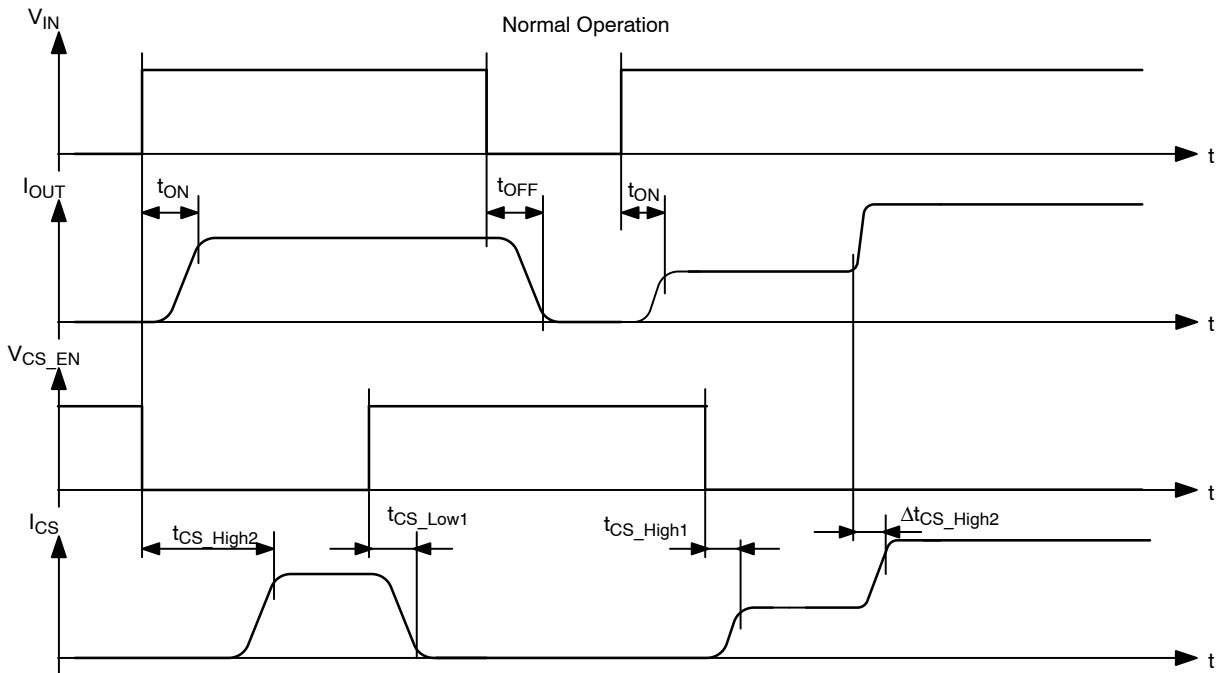 V_IN
Normal Operation
t
I_OUT
t_ON
t_OFF
t_ON
t
V_CS_EN
t
I_CS
t_CS_High2
t_CS_Low1
t_CS_High1
Δt_CS_High2
t